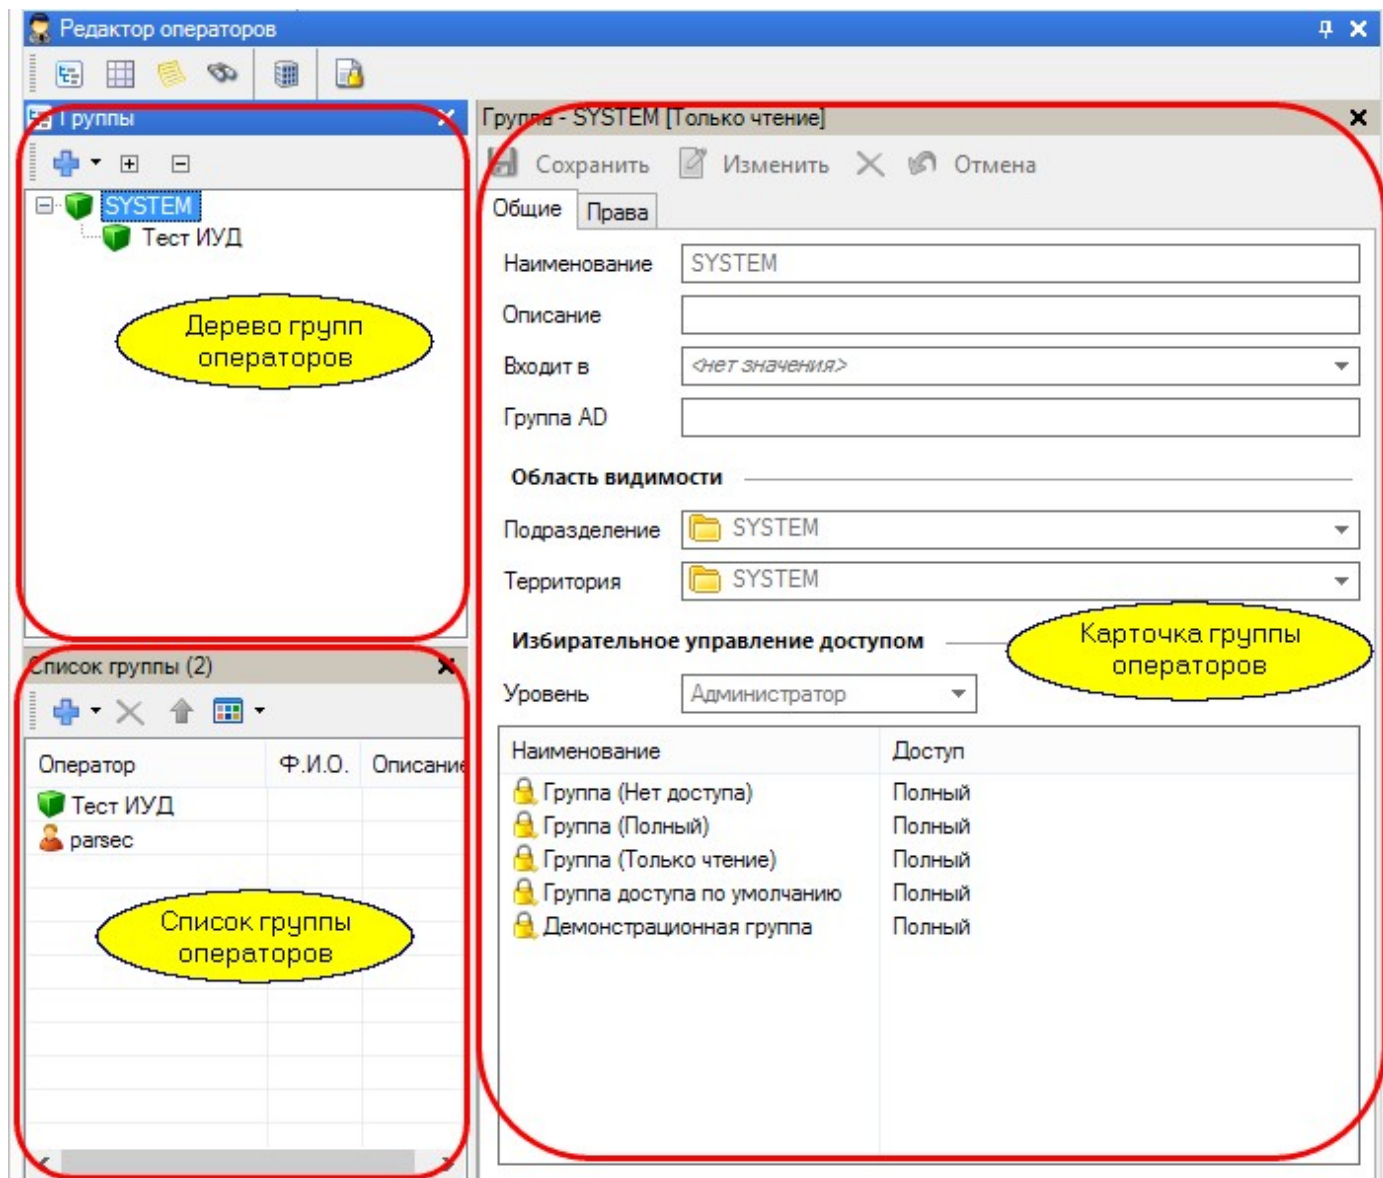 Редактор операторов
Группы
SYSTEM
Тест ИУД
Дерево групп
операторов
Список группы (2)
Оператор Ф.И.О. Описание
Тест ИУД
parsec
Список группы
операторов
Группа - SYSTEM [Только чтение]
Сохранить Изменить Отмена
Общие Права
Наименование SYSTEM
Описание
Входит в <нет значения>
Группа AD
Область видимости
Подразделение SYSTEM
Территория SYSTEM
Избирательное управление доступом
Карточка группы
операторов
Уровень Администратор
Наименование Доступ
Группа (Нет доступа) Полный
Группа (Полный) Полный
Группа (Только чтение) Полный
Группа доступа по умолчанию Полный
Демонстрационная группа Полный